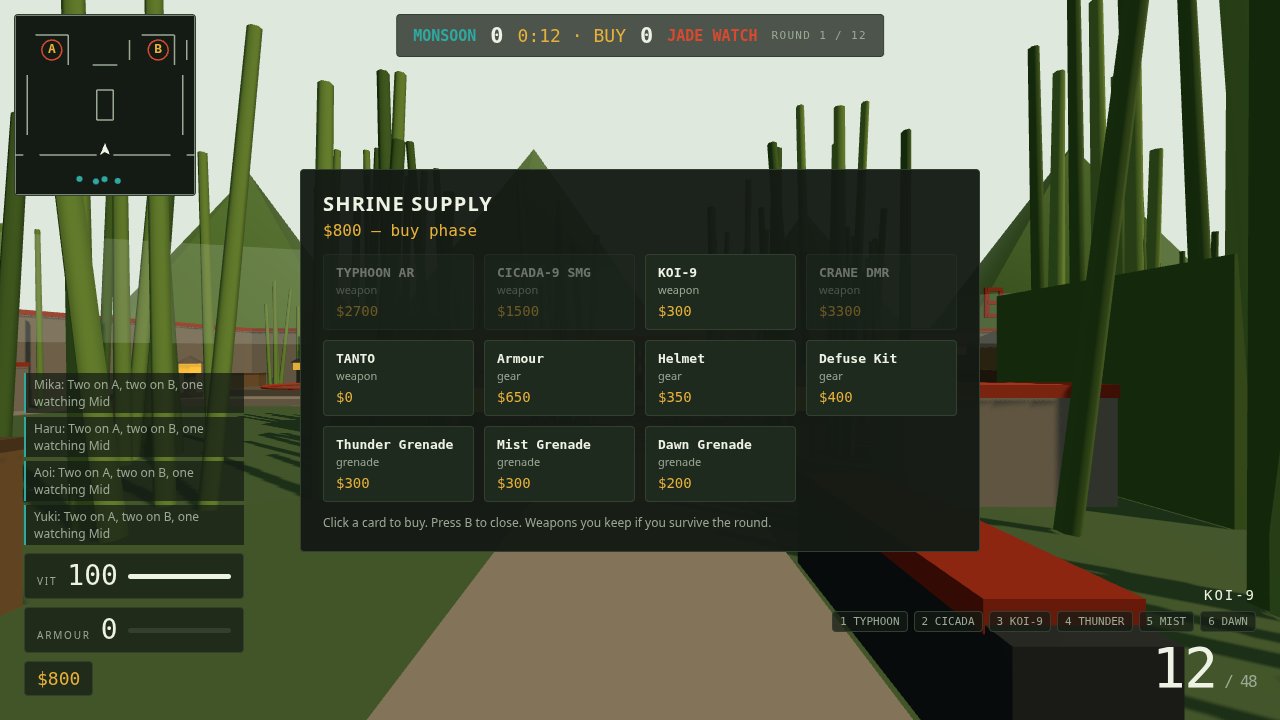 A
B
MONSOON 0 0:12 · BUY 0 JADE WATCH ROUND 1 / 12
SHRINE SUPPLY
$800 — buy phase
TYPHOON AR
weapon
$2700
CICADA-9 SMG
weapon
$1500
KOI-9
weapon
$300
CRANE DMR
weapon
$3300
TANTO
weapon
$0
Armour
gear
$650
Helmet
gear
$350
Defuse Kit
gear
$400
Thunder Grenade
grenade
$300
Mist Grenade
grenade
$300
Dawn Grenade
grenade
$200
Click a card to buy. Press B to close. Weapons you keep if you survive the round.
Mika: Two on A, two on B, one
watching Mid
Haru: Two on A, two on B, one
watching Mid
Aoi: Two on A, two on B, one
watching Mid
Yuki: Two on A, two on B, one
watching Mid
VIT 100
ARMOUR 0
$800
KOI-9
1 TYPHOON 2 CICADA 3 KOI-9 4 THUNDER 5 MIST 6 DAWN
12 / 48